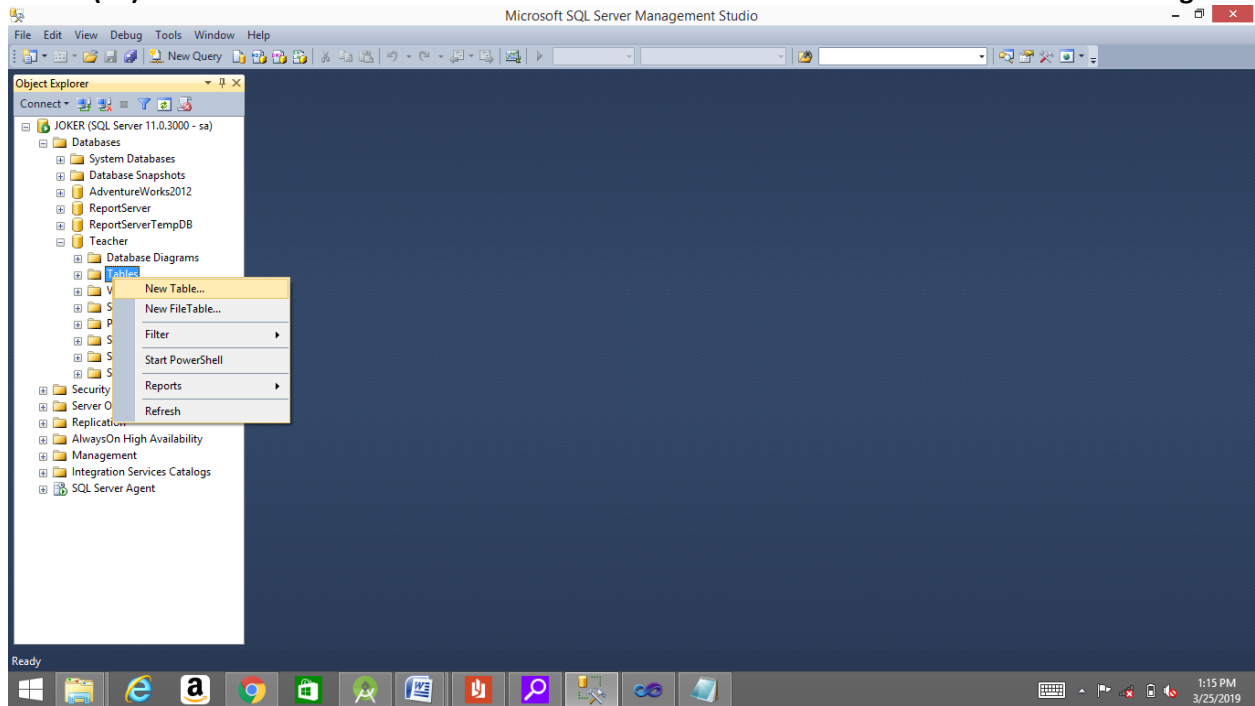 Microsoft SQL Server Management Studio
File Edit View Debug Tools Window Help
New Query
Object Explorer
Connect
JOKER (SQL Server 11.0.3000 - sa)
Databases
System Databases
Database Snapshots
AdventureWorks2012
ReportServer
ReportServerTempDB
Teacher
Database Diagrams
Tables
New Table...
New FileTable...
Filter
Start PowerShell
Reports
Refresh
Security
Server O
Replication
AlwaysOn High Availability
Management
Integration Services Catalogs
SQL Server Agent
Ready
1:15 PM
3/25/2019